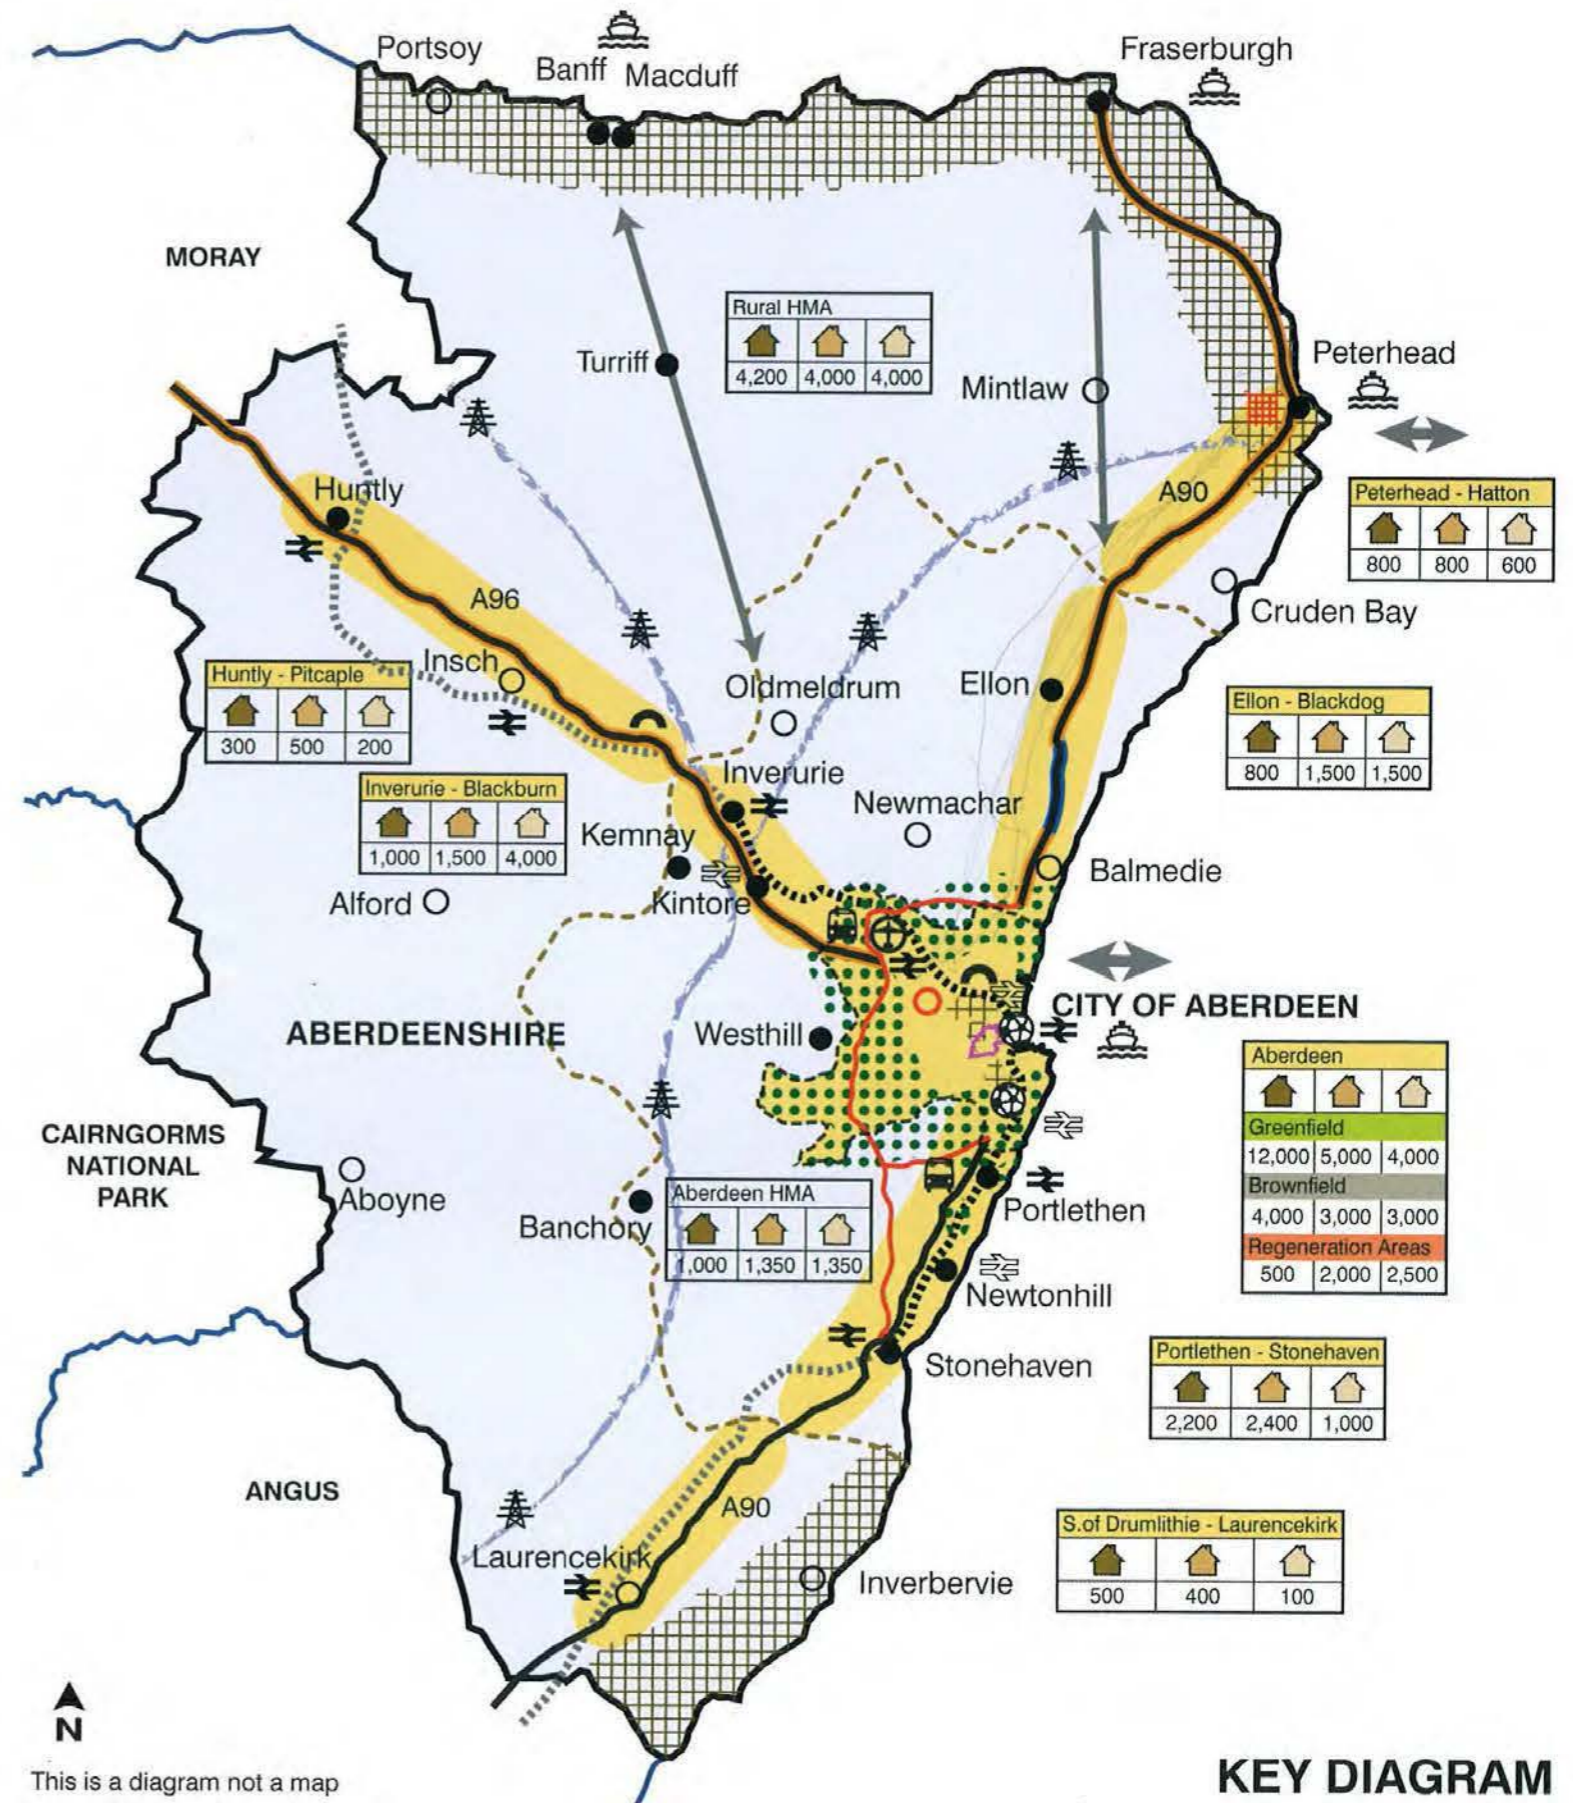 Portsoy
Banff
Macduff
Fraserburgh
MORAY
Rural HMA
4,200 4,000 4,000
Turriff
Mintlaw
Peterhead
Huntly
A90
Peterhead - Hatton
800 800 600
A96
Cruden Bay
Insch
Huntly - Pitcaple
300 500 200
Oldmeldrum
Ellon
Ellon - Blackdog
800 1,500 1,500
Inverurie
Inverurie - Blackburn
1,000 1,500 4,000
Newmachar
Kemnay
Balmedie
Alford
Kintore
CITY OF ABERDEEN
ABERDEENSHIRE
Westhill
Aberdeen
Greenfield
12,000 5,000 4,000
Brownfield
4,000 3,000 3,000
Regeneration Areas
500 2,000 2,500
CAIRNGORMS
NATIONAL
PARK
Aboyne
Banchory
Aberdeen HMA
1,000 1,350 1,350
Portlethen
Newtonhill
Stonehaven
Portlethen - Stonehaven
2,200 2,400 1,000
ANGUS
A90
S.of Drumlithie - Laurencekirk
500 400 100
Laurencekirk
Inverbervie
N
This is a diagram not a map
KEY DIAGRAM